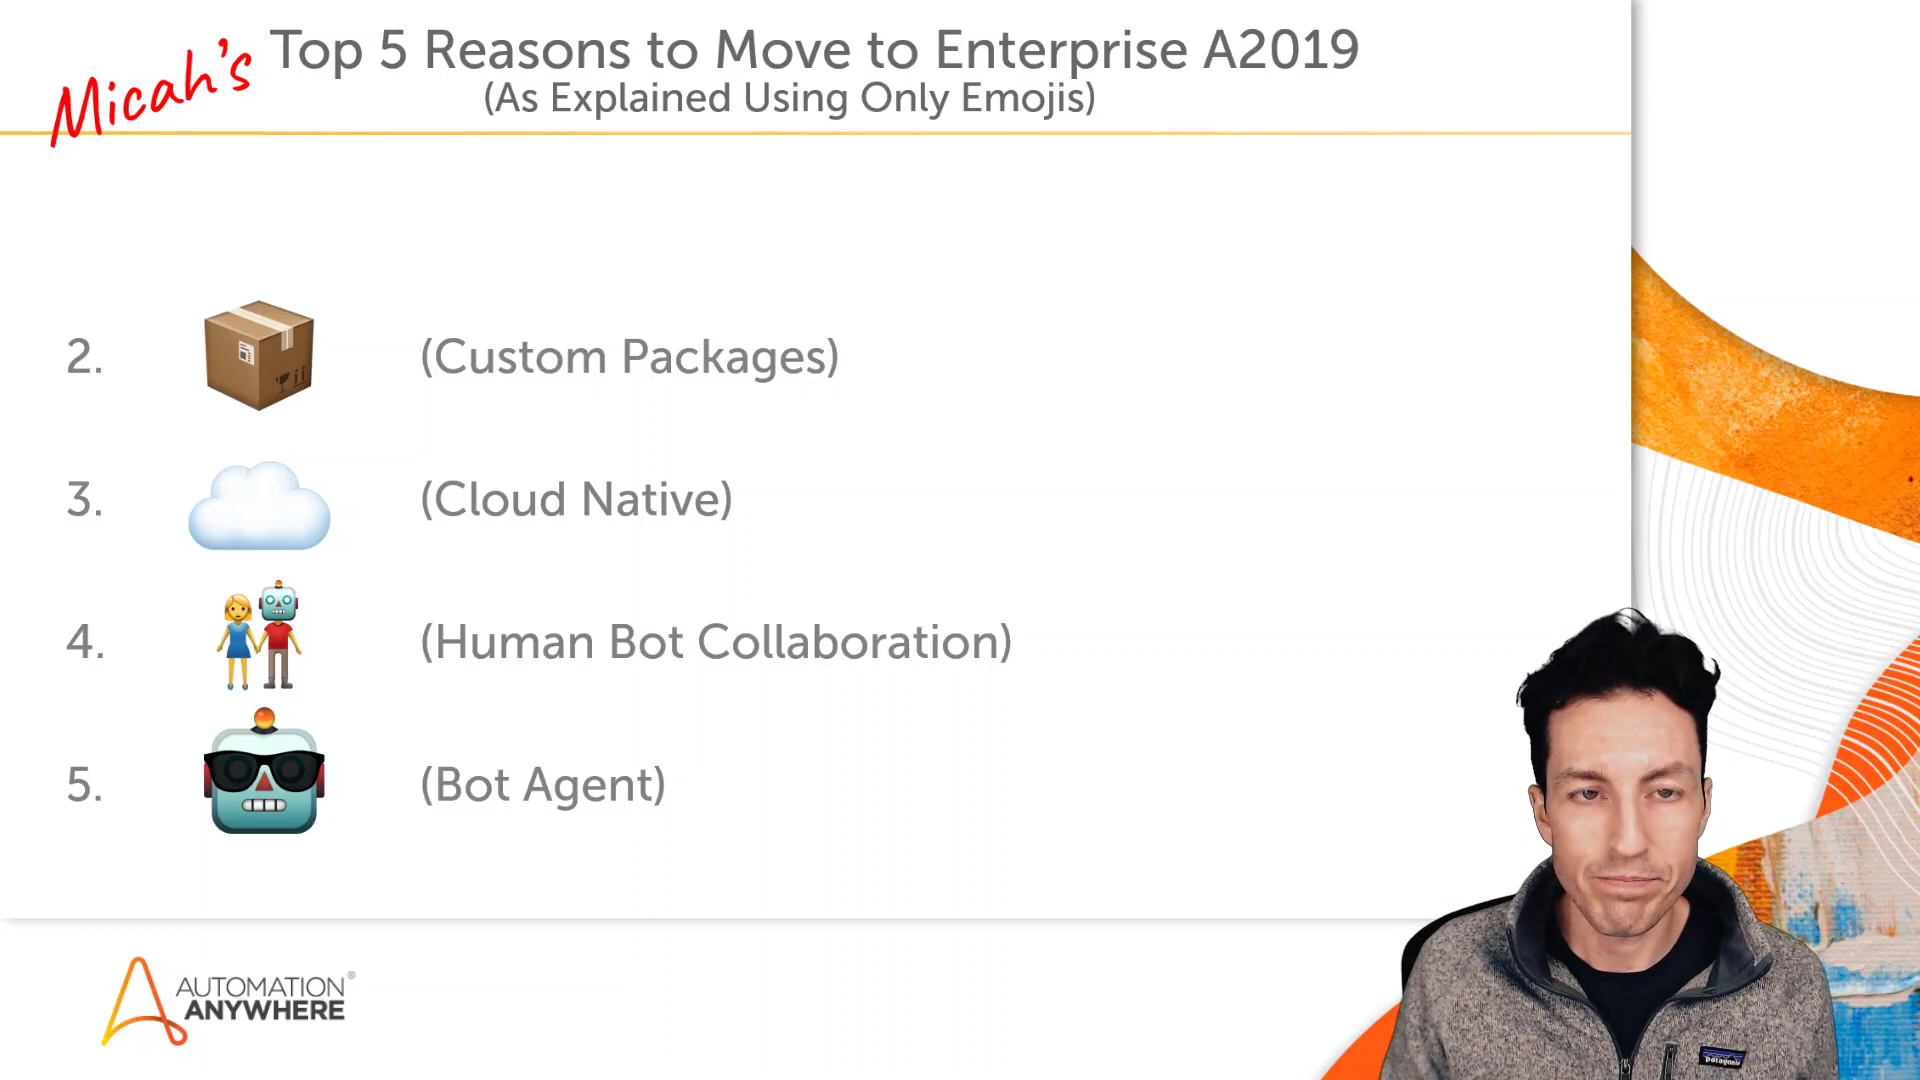 Micah's Top 5 Reasons to Move to Enterprise A2019
(As Explained Using Only Emojis)
2. (Custom Packages)
3. (Cloud Native)
4. (Human Bot Collaboration)
5. (Bot Agent)
AUTOMATION®
ANYWHERE
patagonia